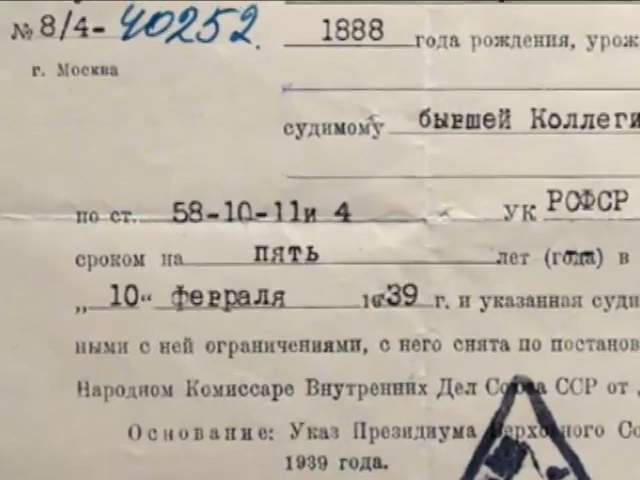 № 8/4- 40252.
1888 года рождения, урож
г. Москва
судимому бывшей Коллеги
по ст. 58-10-11и 4 УК РСФСР
сроком на пять лет (года) в
„ 10“ февраля 1939 г. и указанная суди
ными с ней ограничениями, с него снята по постанов
Народном Комиссаре Внутренних Дел Союза ССР от „
Основание: Указ Президиума Верховного Со
1939 года.